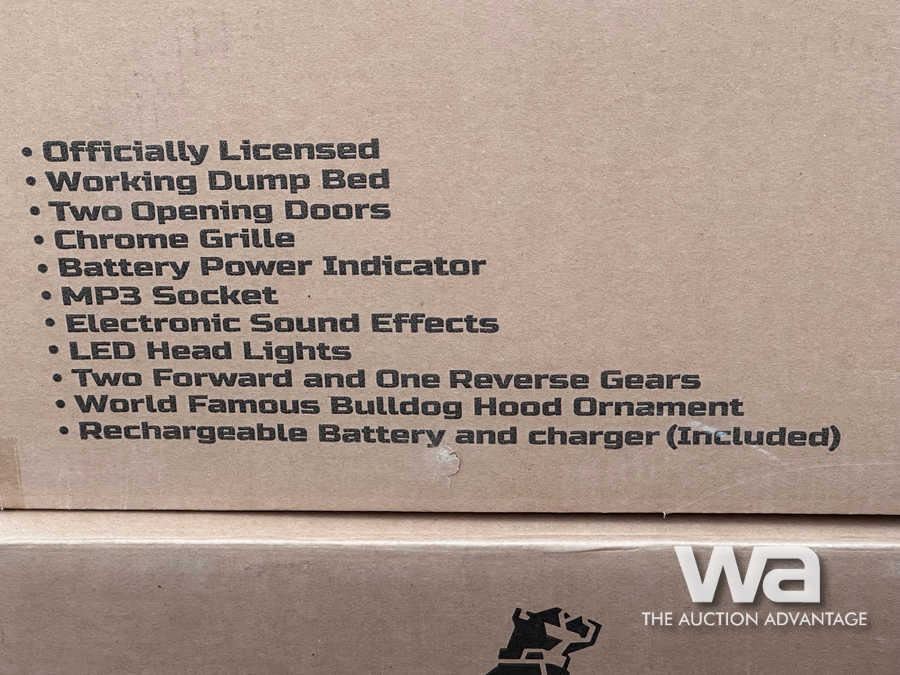 • Officially Licensed
• Working Dump Bed
• Two Opening Doors
• Chrome Grille
• Battery Power Indicator
• MP3 Socket
• Electronic Sound Effects
• LED Head Lights
• Two Forward and One Reverse Gears
• World Famous Bulldog Hood Ornament
• Rechargeable Battery and charger (Included)
wa
THE AUCTION ADVANTAGE